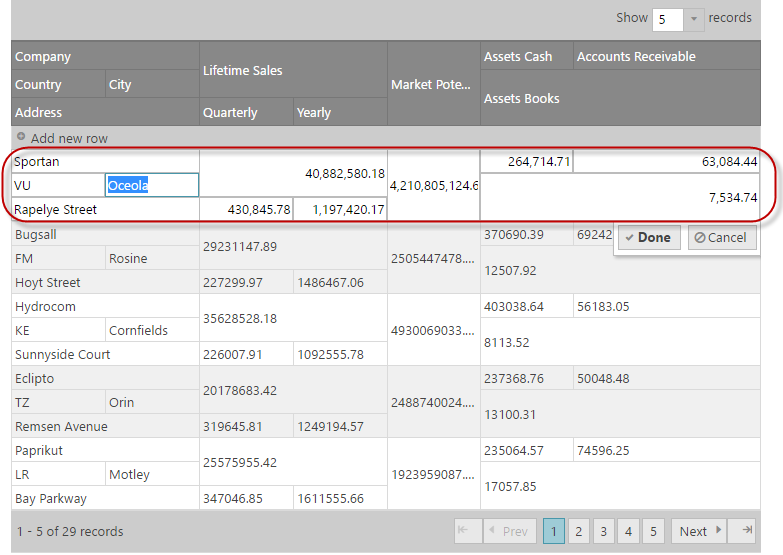 Show 5 records
Company Lifetime Sales Market Pote... Assets Cash Accounts Receivable
Country City Assets Books
Address Quarterly Yearly
Add new row
Sportan 40,882,580.18 4,210,805,124.6 264,714.71 63,084.44
VU Oceola 7,534.74
Rapelye Street 430,845.78 1,197,420.17
Bugsall 29231147.89 2505447478.... 370690.39 69242
Done Cancel
FM Rosine 12507.92
Hoyt Street 227299.97 1486467.06
Hydrocom 35628528.18 4930069033.... 403038.64 56183.05
KE Cornfields 8113.52
Sunnyside Court 226007.91 1092555.78
Eclipto 20178683.42 2488740024.... 237368.76 50048.48
TZ Orin 13100.31
Remsen Avenue 319645.81 1249194.57
Paprikut 25575955.42 1923959087.... 235064.57 74596.25
LR Motley 17057.85
Bay Parkway 347046.85 1611555.66
1 - 5 of 29 records Prev 1 2 3 4 5 Next